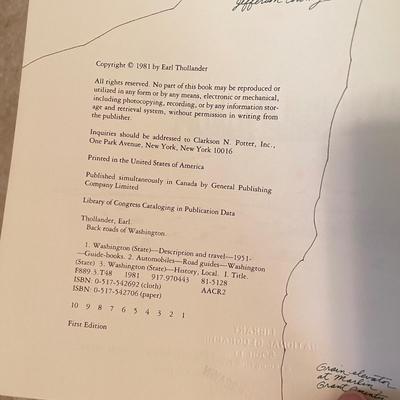 Jefferson County
Copyright © 1981 by Earl Thollander
All rights reserved. No part of this book may be reproduced or
utilized in any form or by any means, electronic or mechanical,
including photocopying, recording, or by any information stor-
age and retrieval system, without permission in writing from
the publisher.
Inquiries should be addressed to Clarkson N. Potter, Inc.,
One Park Avenue, New York, New York 10016
Printed in the United States of America
Published simultaneously in Canada by General Publishing
Company Limited
Library of Congress Cataloging in Publication Data
Thollander, Earl.
Back roads of Washington.
1. Washington (State)—Description and travel—1951-
—Guide-books. 2. Automobiles—Road guides—Washington
(State) 3. Washington (State)—History, Local. I. Title.
F889.3.T48 1981 917.970443 81-5128
ISBN: 0-517-542692 (cloth) AACR2
ISBN: 0-517-542706 (paper)
10 9 8 7 6 5 4 3 2 1
First Edition
Grain elevator
at Marlin
Grant County